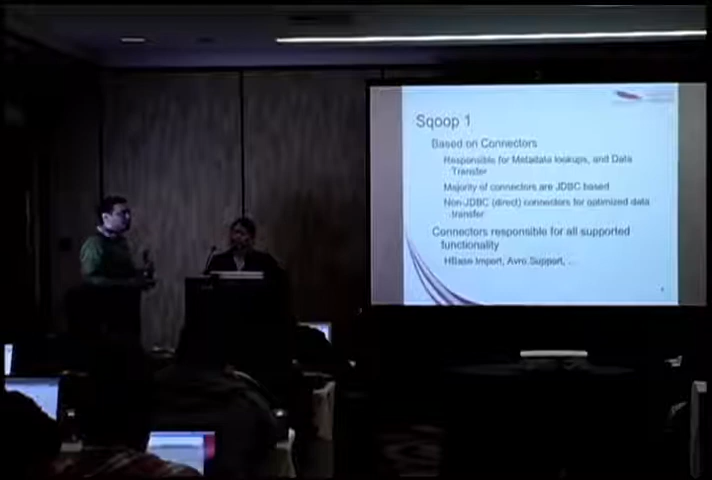 Sqoop 1
Based on Connectors
Responsible for Metadata lookups, and Data
Transfer
Majority of connectors are JDBC based
Non-JDBC (direct) connectors for optimized data
transfer
Connectors responsible for all supported
functionality
HBase Import, Avro Support, ...